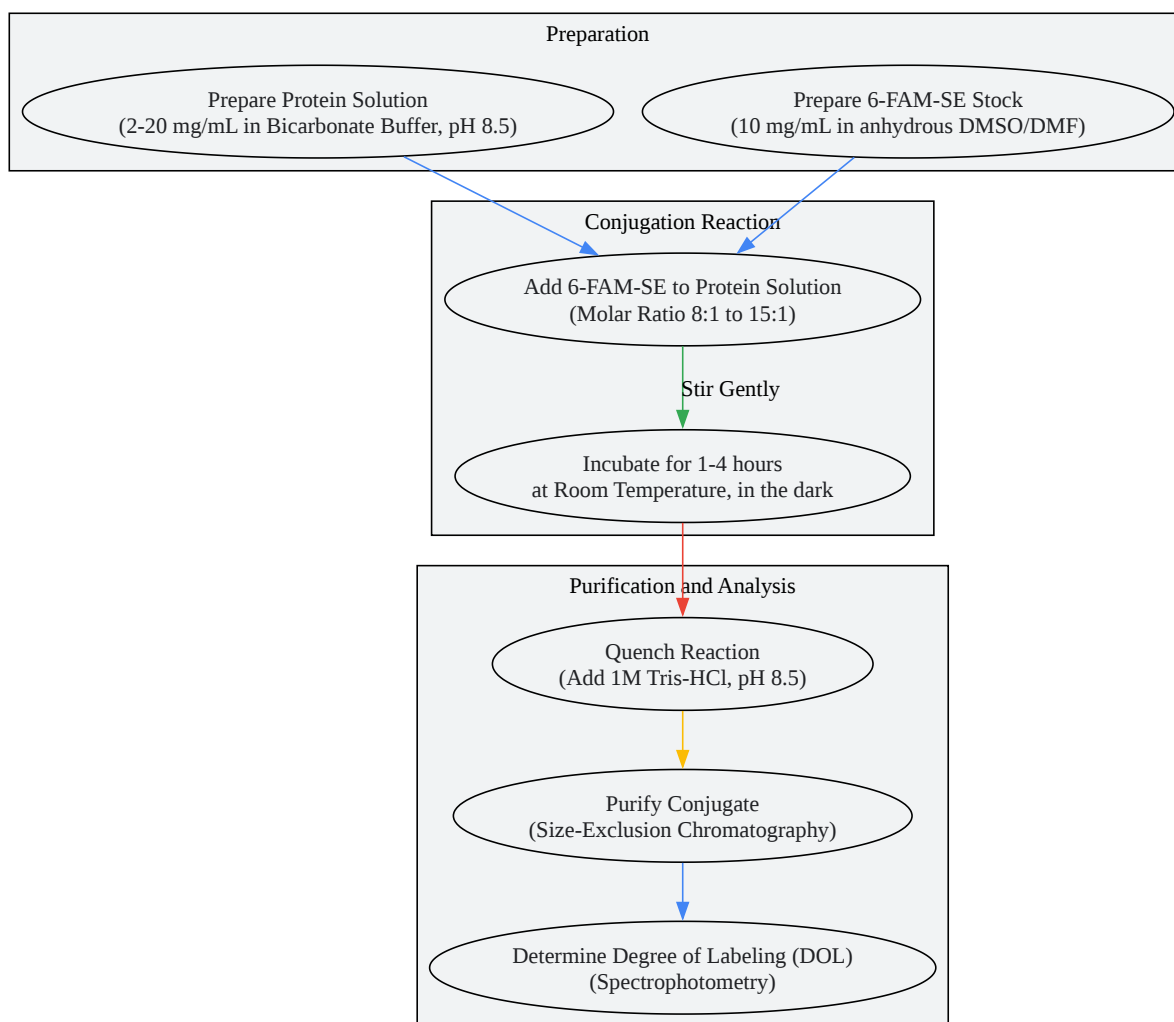 Preparation
Prepare Protein Solution
(2-20 mg/mL in Bicarbonate Buffer, pH 8.5)
Prepare 6-FAM-SE Stock
(10 mg/mL in anhydrous DMSO/DMF)
Conjugation Reaction
Add 6-FAM-SE to Protein Solution
(Molar Ratio 8:1 to 15:1)
Stir Gently
Incubate for 1-4 hours
at Room Temperature, in the dark
Purification and Analysis
Quench Reaction
(Add 1M Tris-HCl, pH 8.5)
Purify Conjugate
(Size-Exclusion Chromatography)
Determine Degree of Labeling (DOL)
(Spectrophotometry)